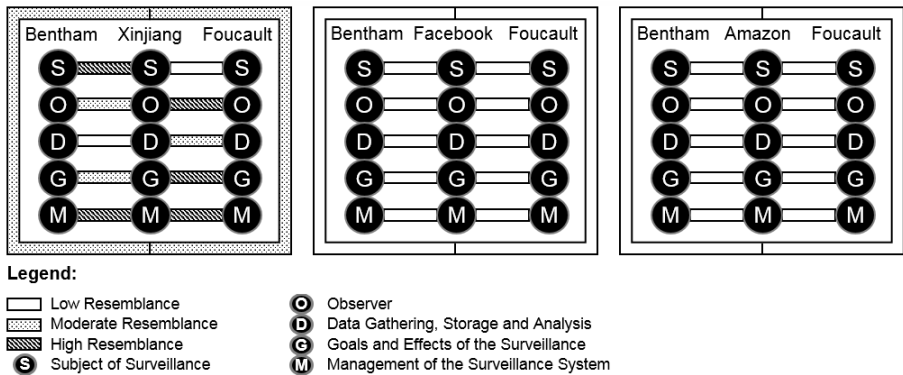 Bentham Xinjiang Foucault
S S S
O O O
D D D
G G G
M M M
Bentham Facebook Foucault
S S S
O O O
D D D
G G G
M M M
Bentham Amazon Foucault
S S S
O O O
D D D
G G G
M M M
Legend:
Low Resemblance
Moderate Resemblance
High Resemblance
S Subject of Surveillance
O Observer
D Data Gathering, Storage and Analysis
G Goals and Effects of the Surveillance
M Management of the Surveillance System